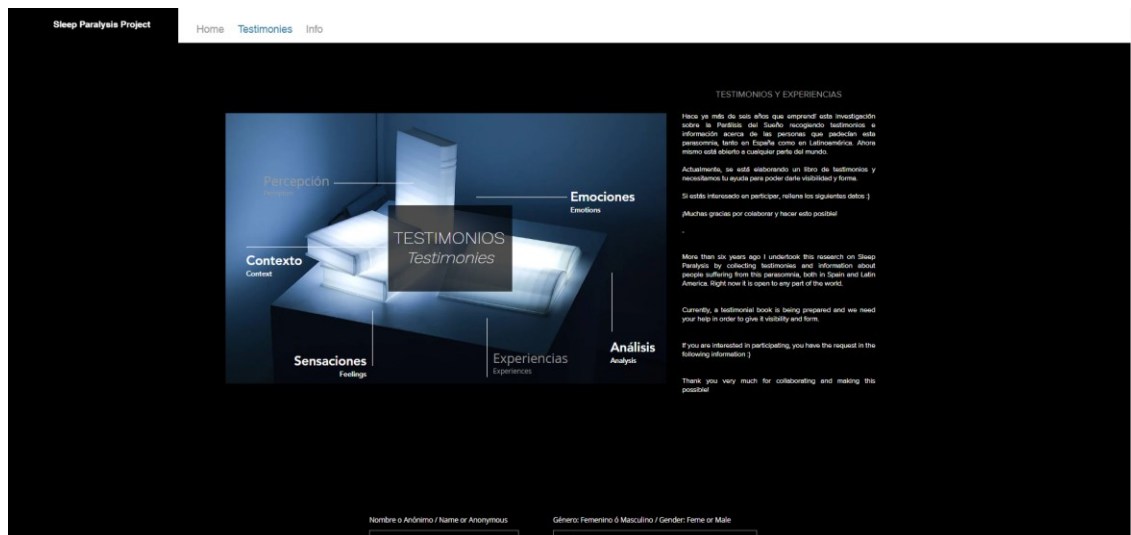 Sleep Paralysis Project
Home Testimonies Info
TESTIMONIOS Y EXPERIENCIAS
Hace ya más de seis años que emprendí esta investigación
sobre la Parálisis del Sueño recogiendo testimonios e
información acerca de las personas que padecían esta
parasomnia, tanto en España como en Latinoamérica. Ahora
mismo está abierto a cualquier parte del mundo.
Actualmente, se está elaborando un libro de testimonios y
necesitamos tu ayuda para poder darle visibilidad y forma.
Si estás interesado en participar, rellena los siguientes datos :)
¡Muchas gracias por colaborar y hacer esto posible!
-
More than six years ago I undertook this research on Sleep
Paralysis by collecting testimonies and information about
people suffering from this parasomnia, both in Spain and Latin
America. Right now it is open to any part of the world.
Currently, a testimonial book is being prepared and we need
your help in order to give it visibility and form.
If you are interested in participating, you have the request in the
following information :)
Thank you very much for collaborating and making this
possible!
Percepción
Emociones
Emotions
TESTIMONIOS
Testimonies
Contexto
Context
Análisis
Analysis
Sensaciones
Feelings
Experiencias
Experiences
Nombre o Anónimo / Name or Anonymous
Género: Femenino ó Masculino / Gender: Feme or Male